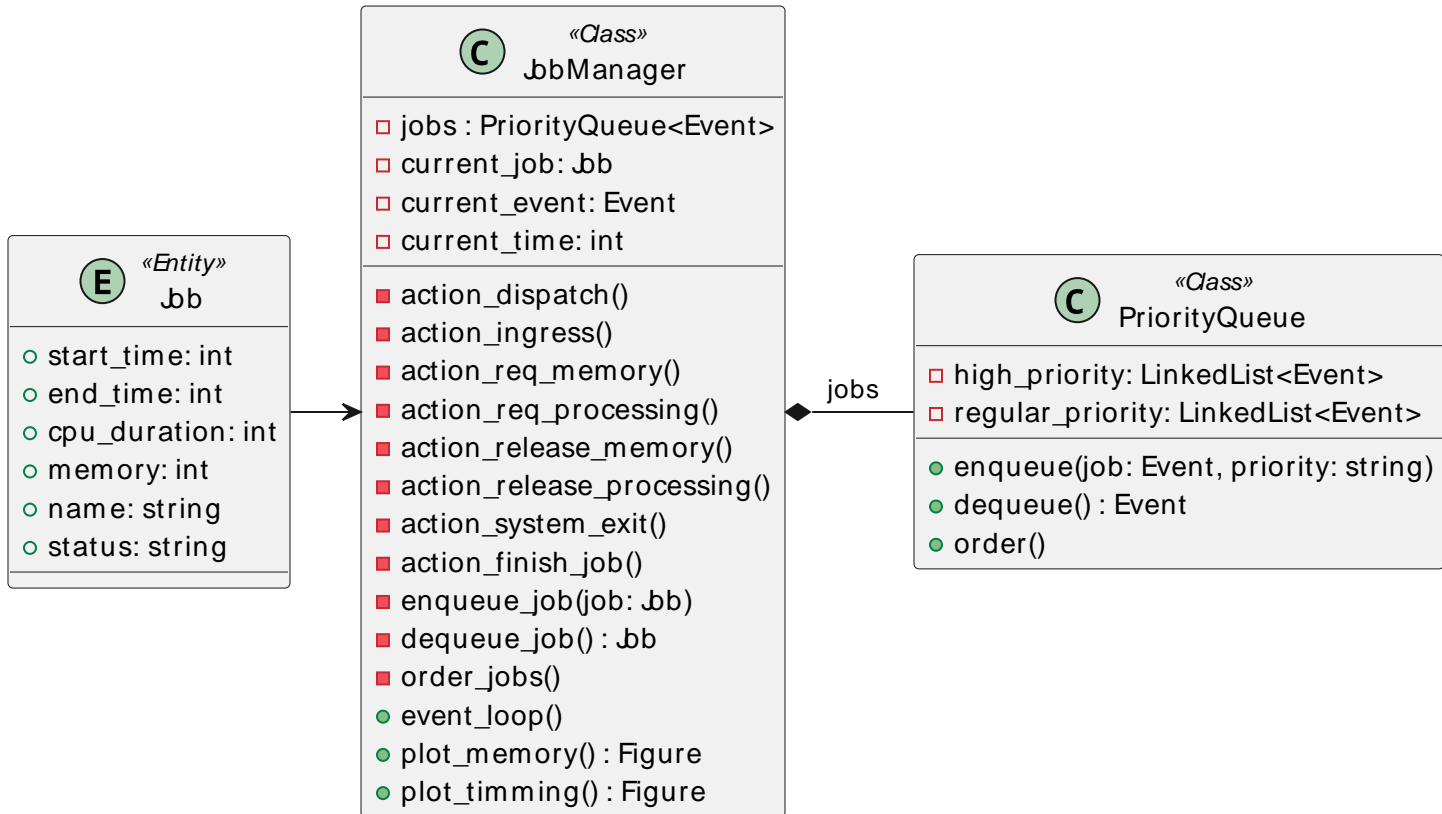 E
«Entity»
Job
start_time: int
end_time: int
cpu_duration: int
memory: int
name: string
status: string
C
«Class»
JobManager
jobs : PriorityQueue<Event>
current_job: Job
current_event: Event
current_time: int
action_dispatch()
action_ingress()
action_req_memory()
action_req_processing()
action_release_memory()
action_release_processing()
action_system_exit()
action_finish_job()
enqueue_job(job: Job)
dequeue_job() : Job
order_jobs()
event_loop()
plot_memory() : Figure
plot_timming() : Figure
jobs
C
«Class»
PriorityQueue
high_priority: LinkedList<Event>
regular_priority: LinkedList<Event>
enqueue(job: Event, priority: string)
dequeue() : Event
order()